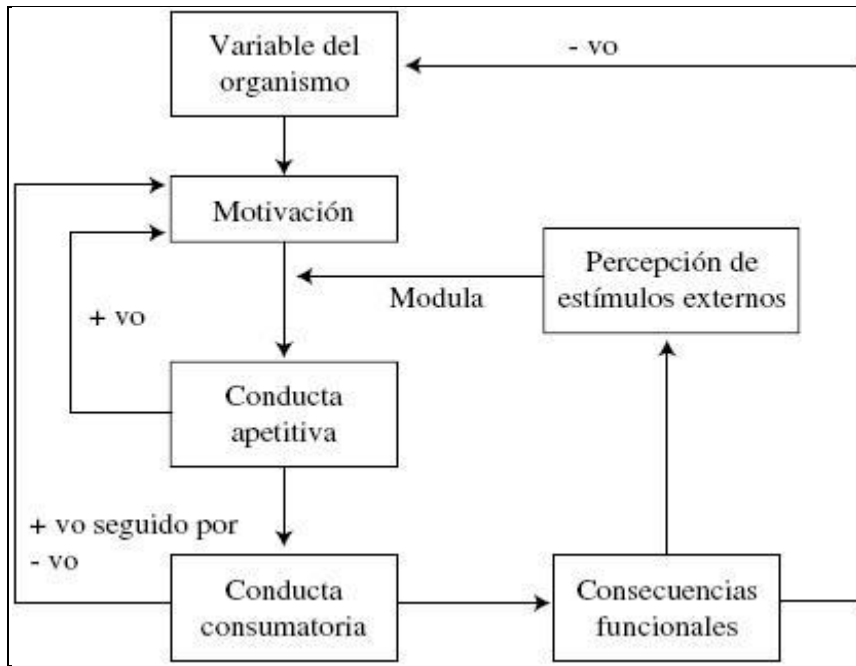 Variable del
organismo
- vo
Motivación
Percepción de
estímulos externos
Modula
+ vo
Conducta
apetitiva
+ vo seguido por
- vo
Conducta
consumatoria
Consecuencias
funcionales